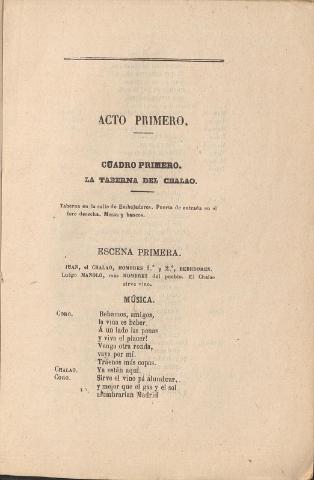 ACTO PRIMERO.
CUADRO PRIMERO.
LA TABERNA DEL CHALAO.
Taberna en la calle de Embajadores. Puerta de entrada en el
foro derecha. Mesas y bancos.
ESCENA PRIMERA.
JUAN, el CHALAO, HOMBRES 1.º y 2.º, BEBEDORES.
Luego MANOLO, mas HOMBRES del pueblo. El Chalao
sirve vino.
MÚSICA.
CORO. Bebamos, amigos,
la vida es beber.
Á un lado las penas
y viva el placer!
Venga otra ronda,
vaya por mí.
Tráenos más copas.
CHALAO. Ya están aquí.
CORO. Sirve el vino pá alumbrar,
y mejor que el gas y el sol
alumbrarían Madrid